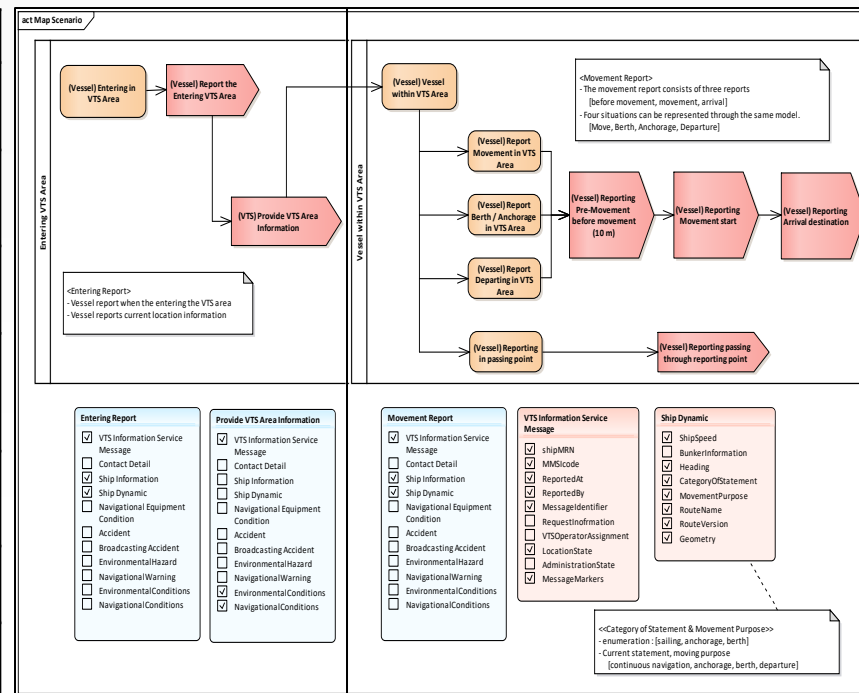 act Map Scenario
Entering VTS Area
(Vessel) Entering in
VTS Area
(Vessel) Report the
Entering VTS Area
(VTS) Provide VTS Area
Information
<Entering Report>
- Vessel report when the entering the VTS area
- Vessel reports current location information
Vessel within VTS Area
(Vessel) Vessel
within VTS Area
<Movement Report>
- The movement report consists of three reports
[before movement, movement, arrival]
- Four situations can be represented through the same model.
[Move, Berth, Anchorage, Departure]
(Vessel) Report
Movement in VTS
Area
(Vessel) Report
Berth / Anchorage
in VTS Area
(Vessel) Report
Departing in VTS
Area
(Vessel) Reporting
Pre-Movement
before movement
(10 m)
(Vessel) Reporting
Movement start
(Vessel) Reporting
Arrival destination
(Vessel) Reporting
in passing point
(Vessel) Reporting passing
through reporting point
Entering Report
VTS Information Service
Message
Contact Detail
Ship Information
Ship Dynamic
Navigational Equipment
Condition
Accident
Broadcasting Accident
EnvironmentalHazard
NavigationalWarning
EnvironmentalConditions
NavigationalConditions
Provide VTS Area Information
VTS Information Service
Message
Contact Detail
Ship Information
Ship Dynamic
Navigational Equipment
Condition
Accident
Broadcasting Accident
EnvironmentalHazard
NavigationalWarning
EnvironmentalConditions
NavigationalConditions
Movement Report
VTS Information Service
Message
Contact Detail
Ship Information
Ship Dynamic
Navigational Equipment
Condition
Accident
Broadcasting Accident
EnvironmentalHazard
NavigationalWarning
EnvironmentalConditions
NavigationalConditions
VTS Information Service
Message
shipMRN
MMSIcode
ReportedAt
ReportedBy
MessageIdentifier
RequestInofrmation
VTSOperatorAssignment
LocationState
AdministrationState
MessageMarkers
Ship Dynamic
ShipSpeed
BunkerInformation
Heading
CategoryOfStatement
MovementPurpose
RouteName
RouteVersion
Geometry
<<Category of Statement & Movement Purpose>>
- enumeration : [sailing, anchorage, berth]
- Current statement, moving purpose
[continuous navigation, anchorage, berth, departure]